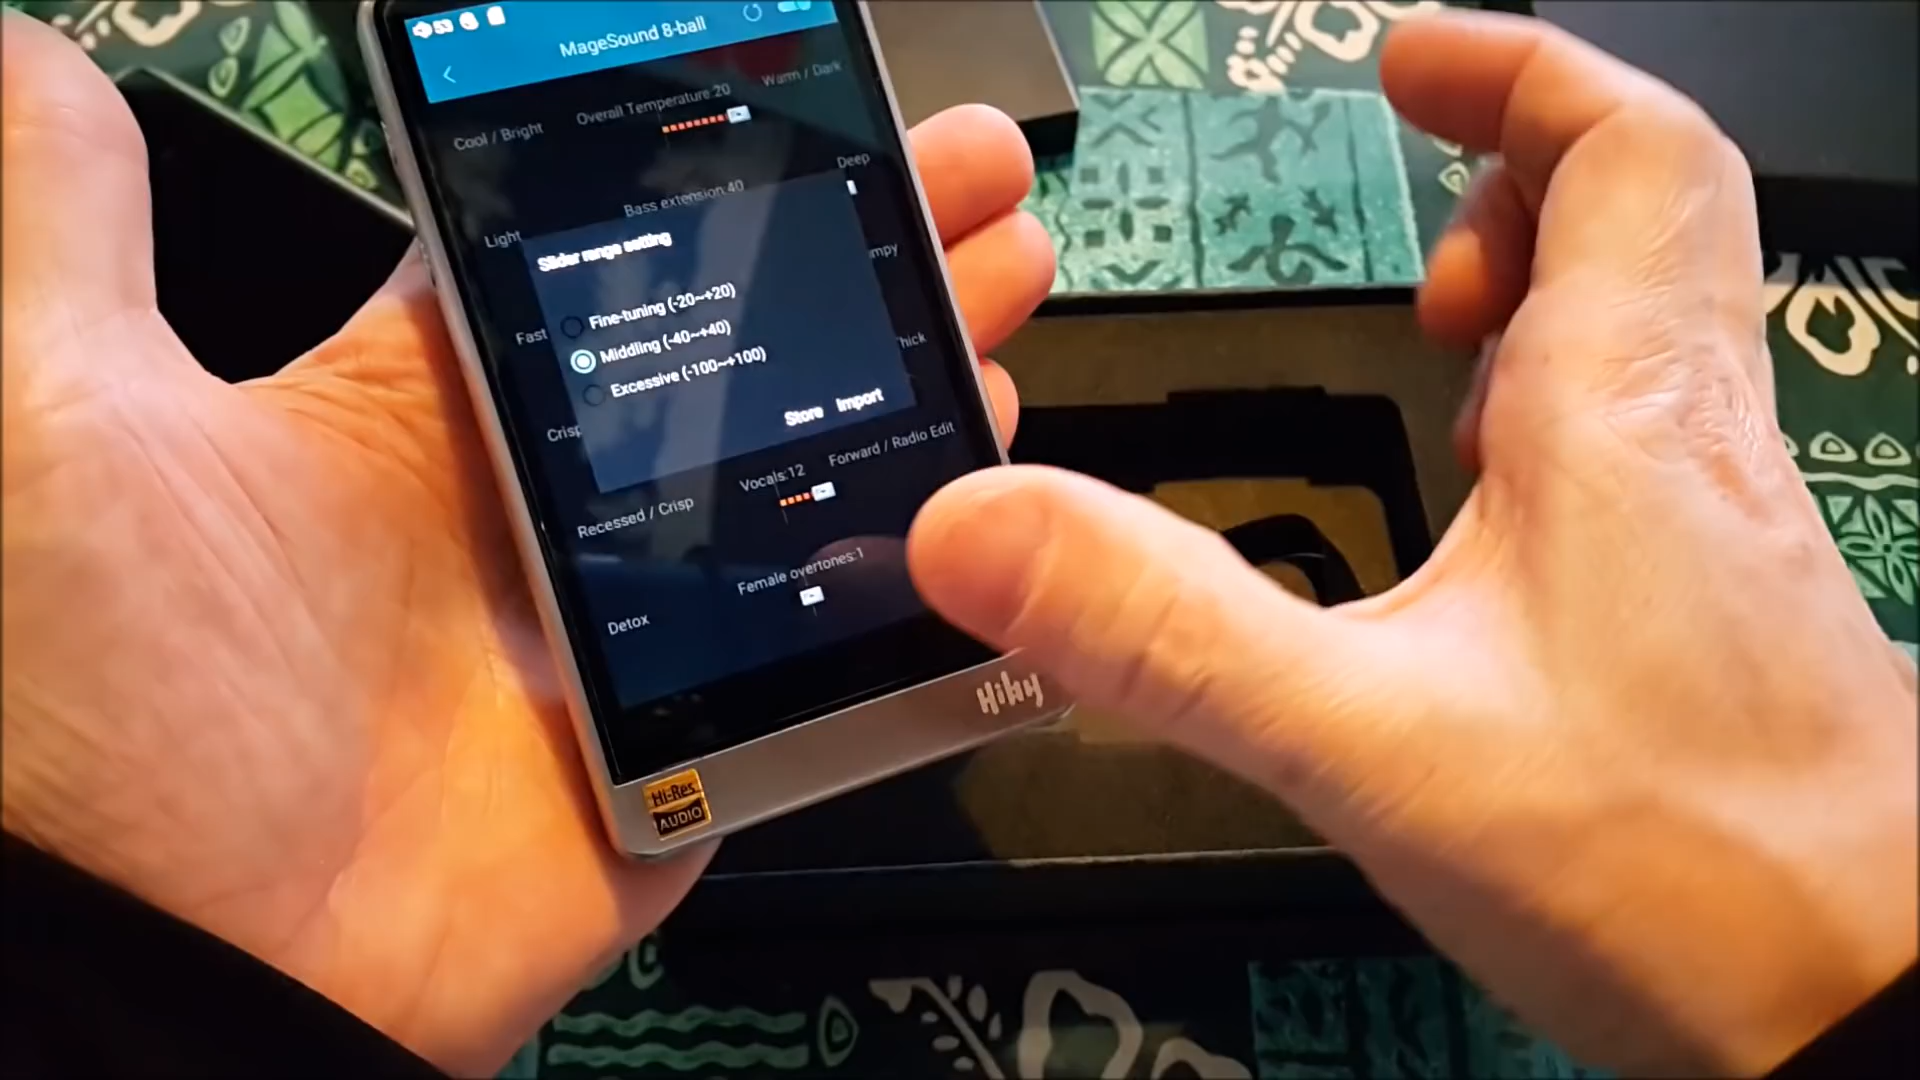 53
MageSound 8-ball
Overall Temperature:20
Cool / Bright
Warm / Dark
Bass extension:40
Light
Deep
Slider range setting
Fine-tuning (-20~+20)
Middling (-40~+40)
Excessive (-100~+100)
Store Import
Fast
Crisp
Vocals:12
Recessed / Crisp
Forward / Radio Edit
Female overtones:1
Detox
HiBy
Hi-Res
AUDIO